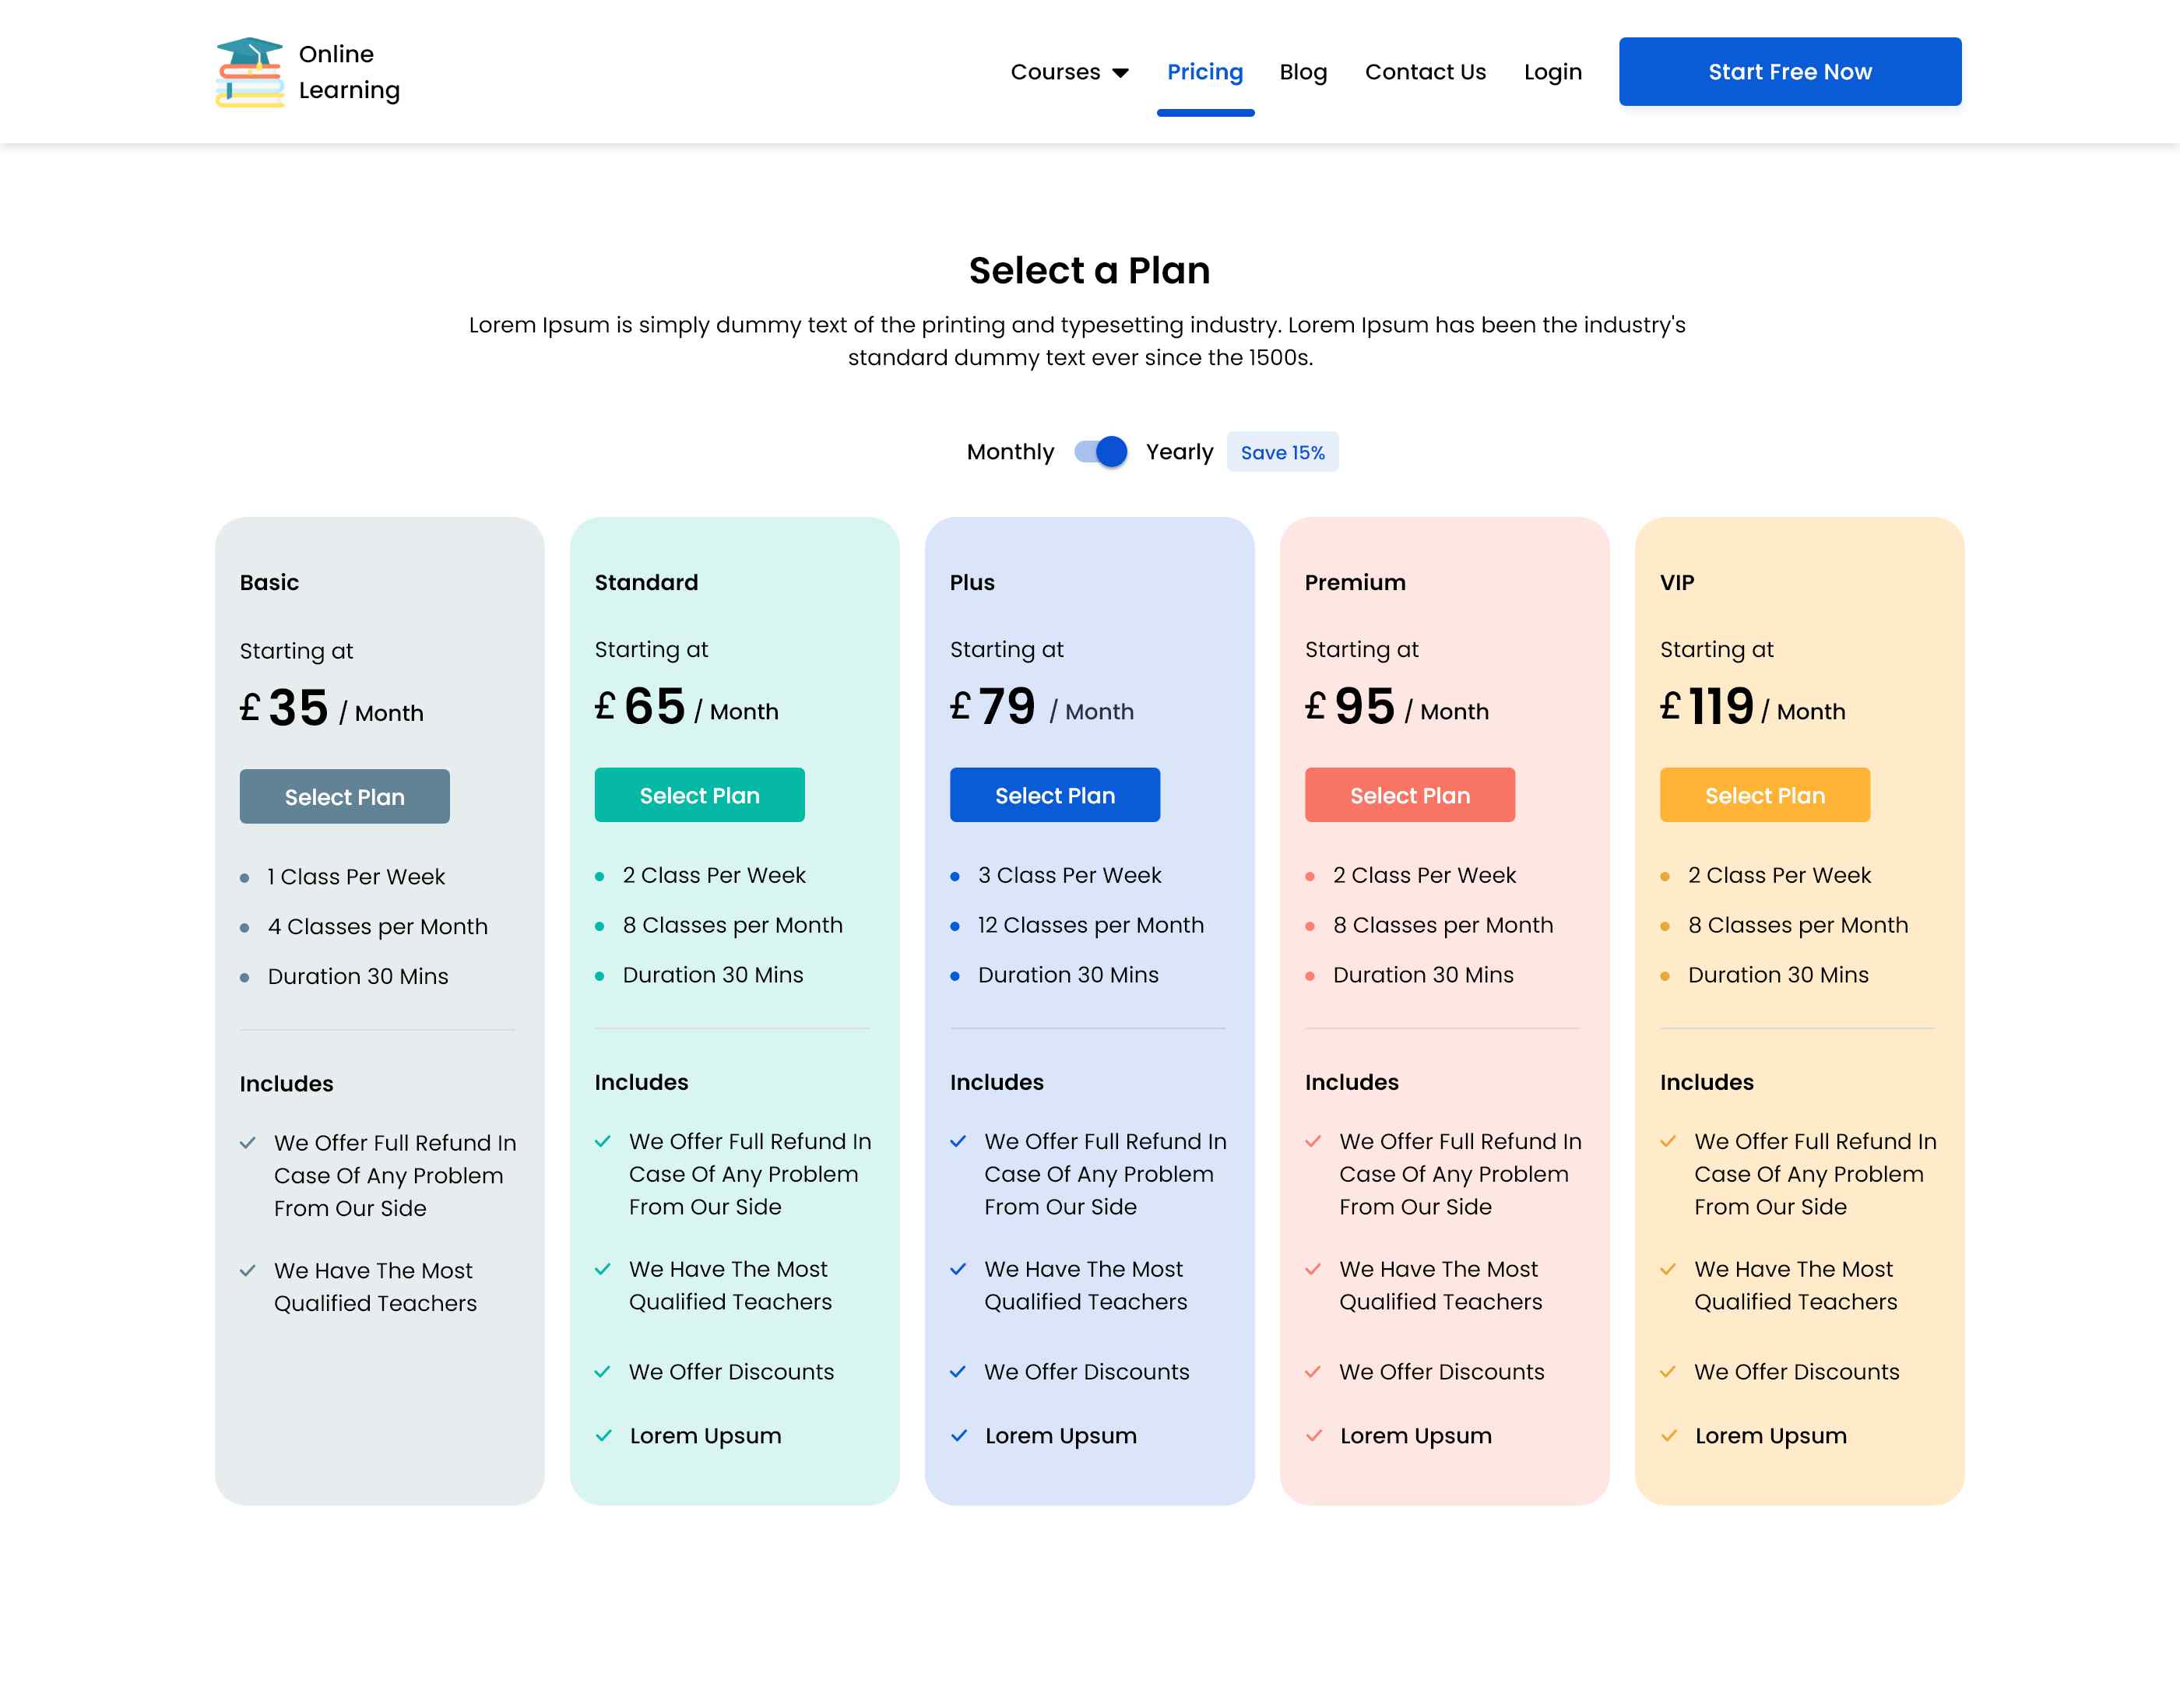 Online
Learning
Courses
Pricing
Blog
Contact Us
Login
Start Free Now
Select a Plan
Lorem Ipsum is simply dummy text of the printing and typesetting industry. Lorem Ipsum has been the industry's
standard dummy text ever since the 1500s.
Monthly
Yearly
Save 15%
Basic
Starting at
£ 35 / Month
Select Plan
1 Class Per Week
4 Classes per Month
Duration 30 Mins
Includes
We Offer Full Refund In
Case Of Any Problem
From Our Side
We Have The Most
Qualified Teachers
Standard
Starting at
£ 65 / Month
Select Plan
2 Class Per Week
8 Classes per Month
Duration 30 Mins
Includes
We Offer Full Refund In
Case Of Any Problem
From Our Side
We Have The Most
Qualified Teachers
We Offer Discounts
Lorem Upsum
Plus
Starting at
£ 79 / Month
Select Plan
3 Class Per Week
12 Classes per Month
Duration 30 Mins
Includes
We Offer Full Refund In
Case Of Any Problem
From Our Side
We Have The Most
Qualified Teachers
We Offer Discounts
Lorem Upsum
Premium
Starting at
£ 95 / Month
Select Plan
2 Class Per Week
8 Classes per Month
Duration 30 Mins
Includes
We Offer Full Refund In
Case Of Any Problem
From Our Side
We Have The Most
Qualified Teachers
We Offer Discounts
Lorem Upsum
VIP
Starting at
£ 119 / Month
Select Plan
2 Class Per Week
8 Classes per Month
Duration 30 Mins
Includes
We Offer Full Refund In
Case Of Any Problem
From Our Side
We Have The Most
Qualified Teachers
We Offer Discounts
Lorem Upsum